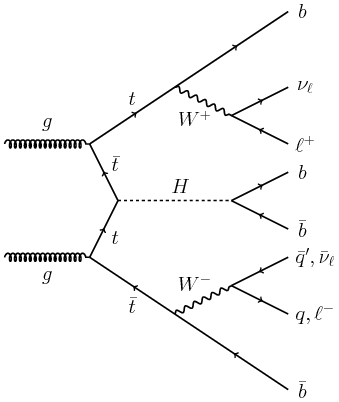 b
t
ν_ℓ
W⁺
g
ℓ⁺
t̄
b
H
t
b̄
q̄′, ν̄_ℓ
g
W⁻
t̄
q, ℓ⁻
b̄